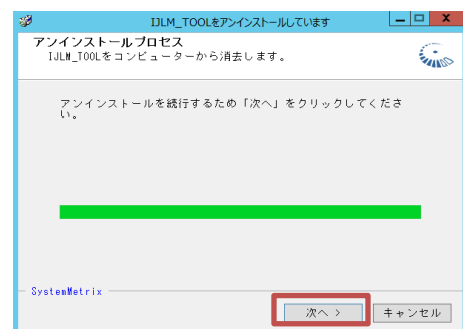 IJLM_TOOLをアンインストールしています
アンインストールプロセス
IJLM_TOOLをコンピューターから消去します。
アンインストールを続行するため「次へ」をクリックしてくださ
い。
SystemMetrix
次へ >
キャンセル